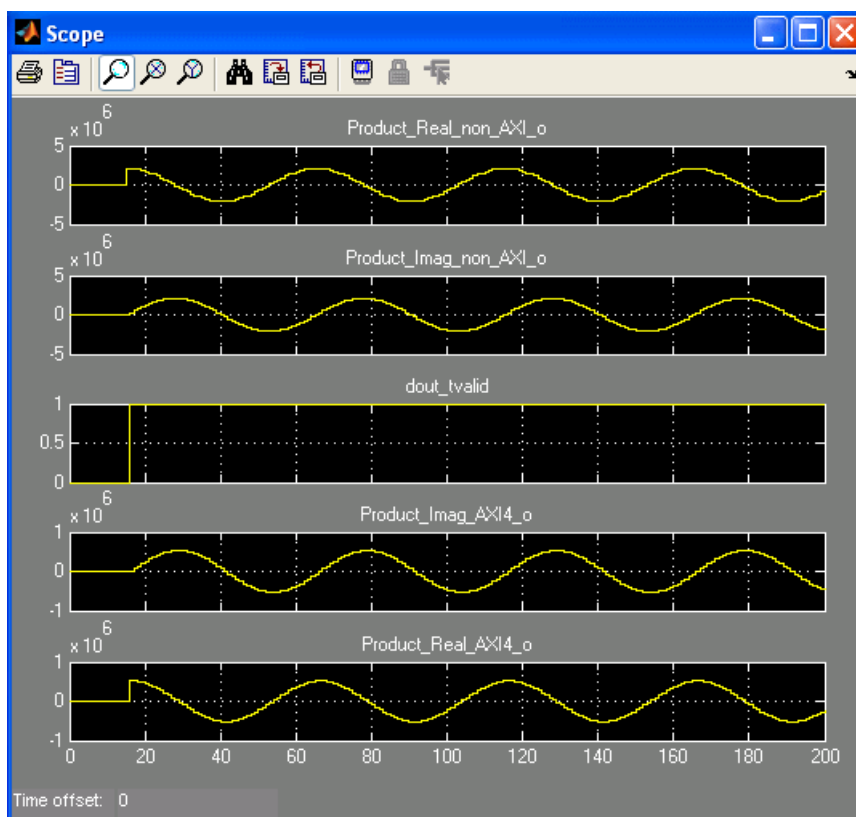 Scope
x 10^6
Product_Real_non_AXI_o
5
0
-5
x 10^6
Product_Imag_non_AXI_o
5
0
-5
dout_tvalid
1
0.5
0
x 10^6
Product_Imag_AXI4_o
1
0
-1
x 10^6
Product_Real_AXI4_o
1
0
-1
0 20 40 60 80 100 120 140 160 180 200
Time offset: 0